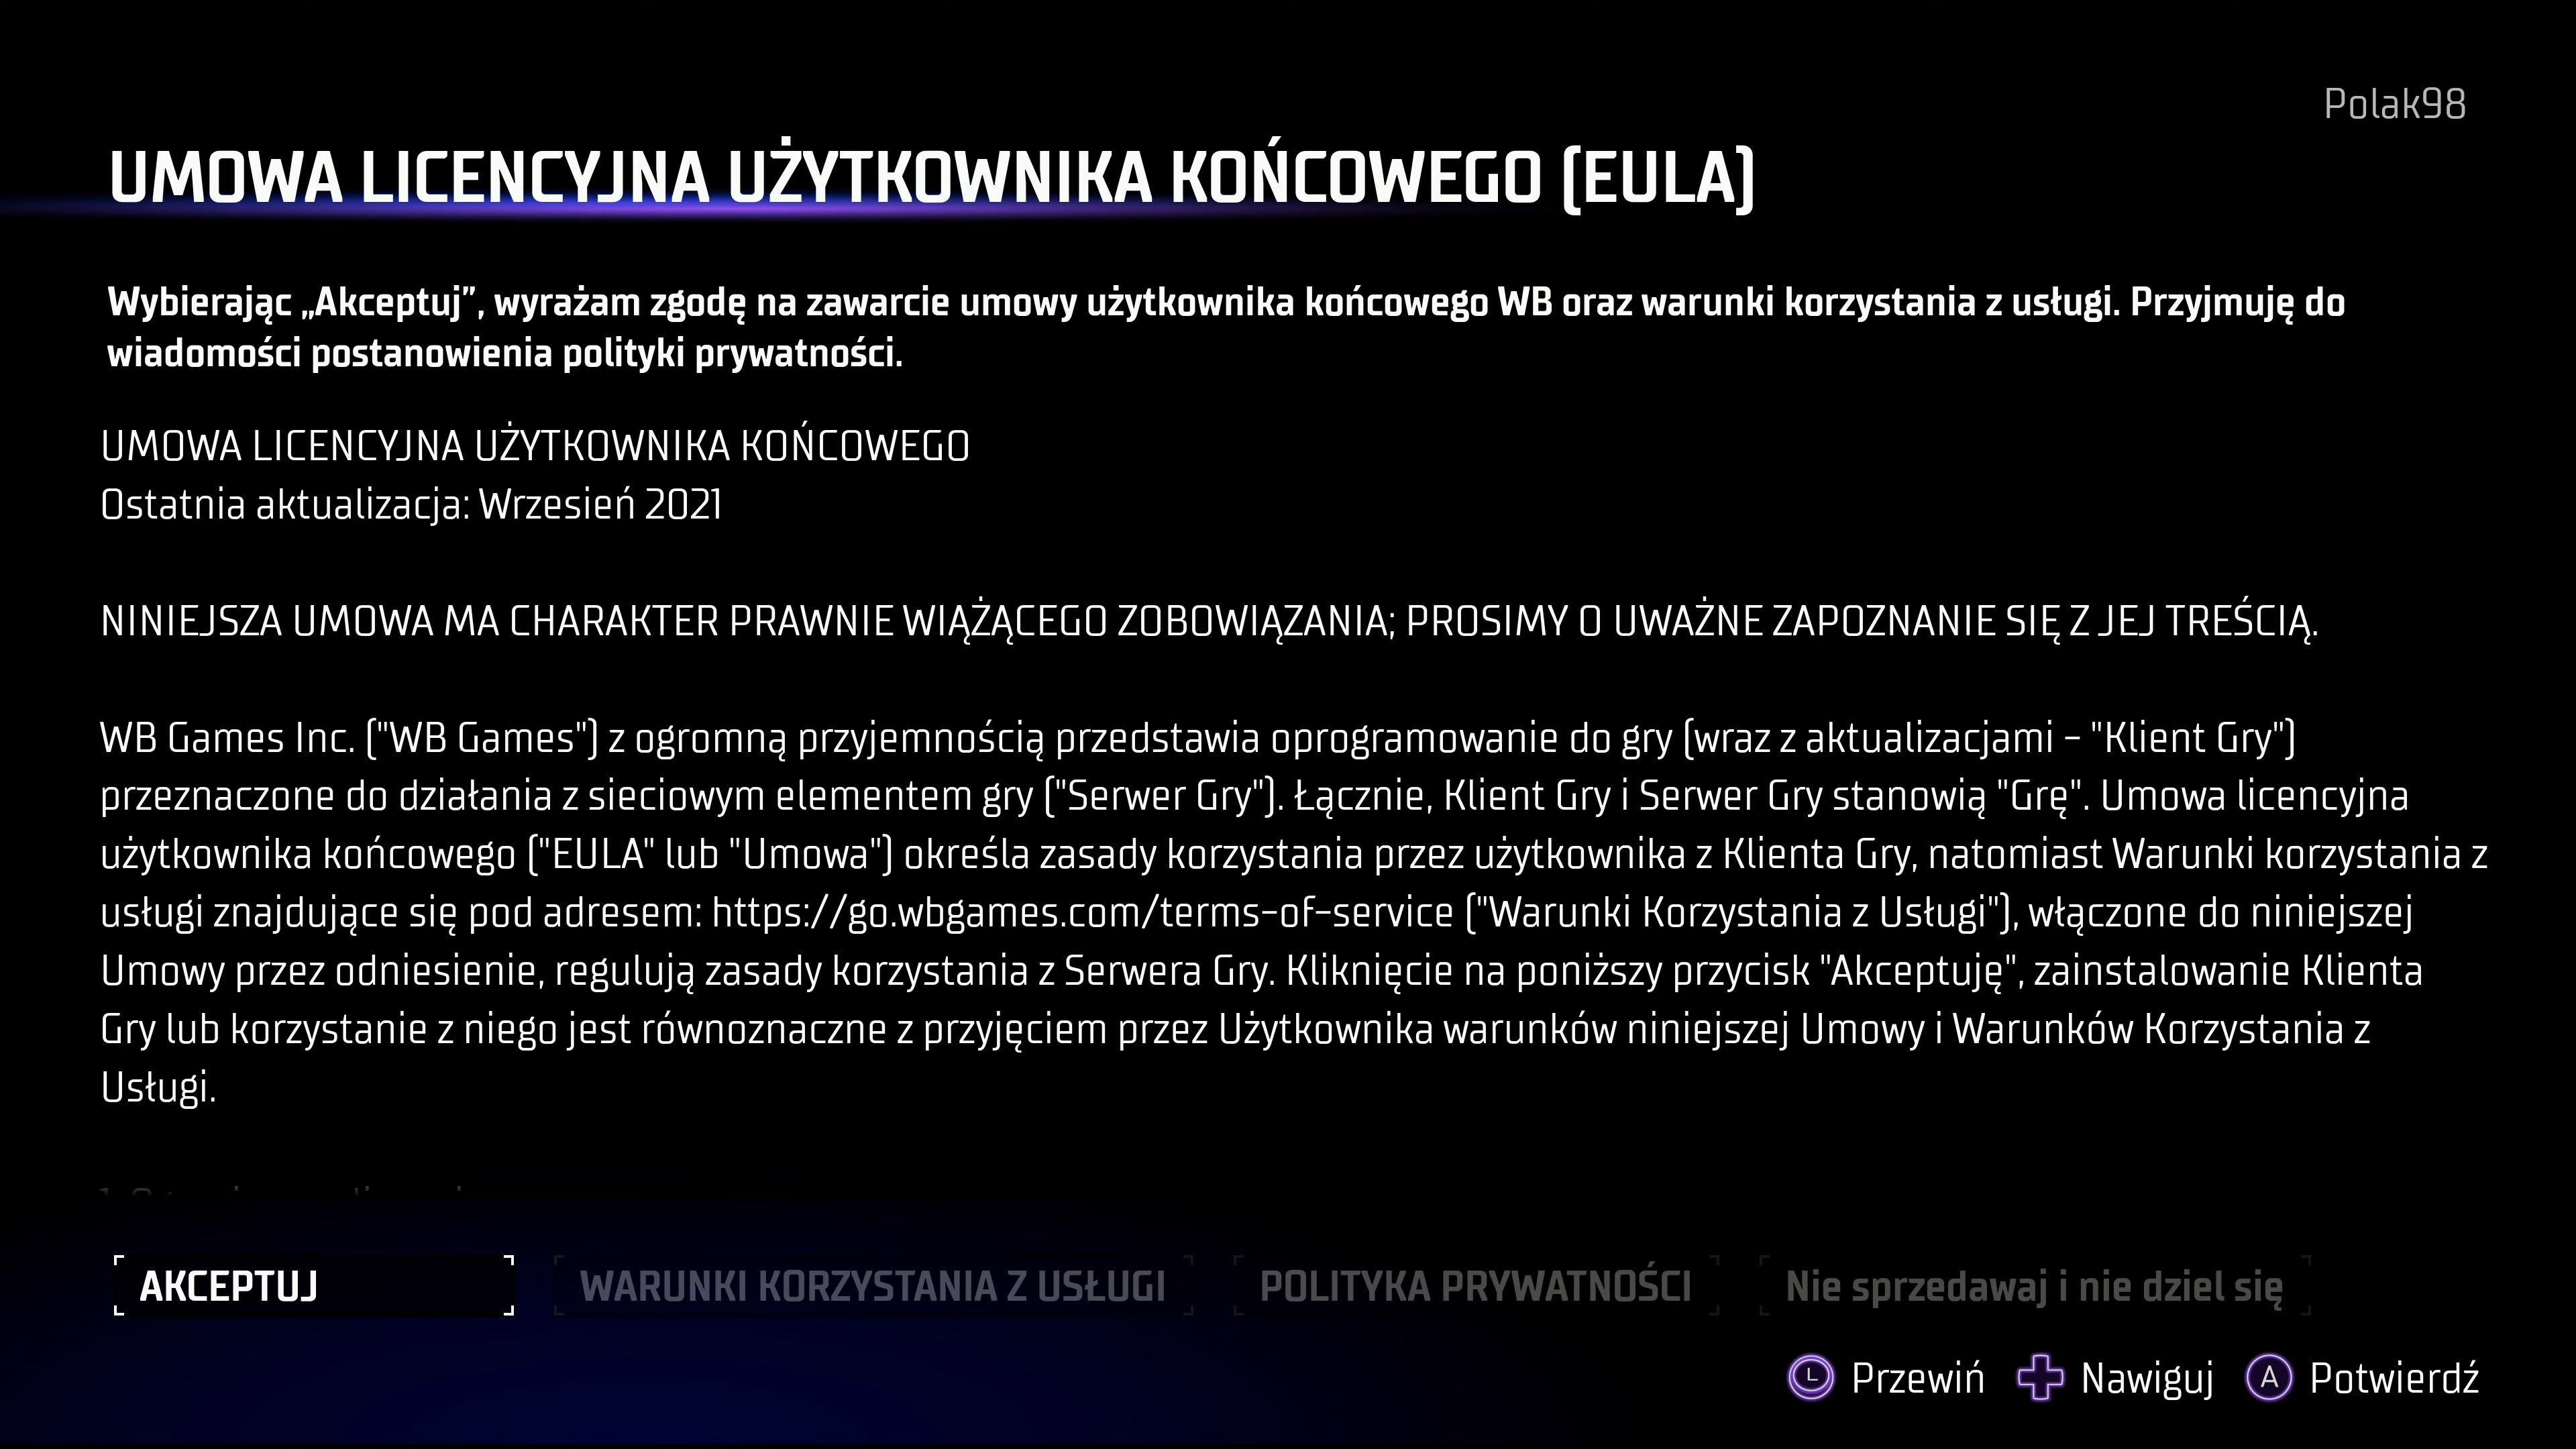 Polak98
UMOWA LICENCYJNA UŻYTKOWNIKA KOŃCOWEGO (EULA)
Wybierając „Akceptuj”, wyrażam zgodę na zawarcie umowy użytkownika końcowego WB oraz warunki korzystania z usługi. Przyjmuję do
wiadomości postanowienia polityki prywatności.
UMOWA LICENCYJNA UŻYTKOWNIKA KOŃCOWEGO
Ostatnia aktualizacja: Wrzesień 2021
NINIEJSZA UMOWA MA CHARAKTER PRAWNIE WIĄŻĄCEGO ZOBOWIĄZANIA; PROSIMY O UWAŻNE ZAPOZNANIE SIĘ Z JEJ TREŚCIĄ.
WB Games Inc. ("WB Games") z ogromną przyjemnością przedstawia oprogramowanie do gry (wraz z aktualizacjami – "Klient Gry")
przeznaczone do działania z sieciowym elementem gry ("Serwer Gry"). Łącznie, Klient Gry i Serwer Gry stanowią "Grę". Umowa licencyjna
użytkownika końcowego ("EULA" lub "Umowa") określa zasady korzystania przez użytkownika z Klienta Gry, natomiast Warunki korzystania z
usługi znajdujące się pod adresem: https://go.wbgames.com/terms-of-service ("Warunki Korzystania z Usługi"), włączone do niniejszej
Umowy przez odniesienie, regulują zasady korzystania z Serwera Gry. Kliknięcie na poniższy przycisk "Akceptuję", zainstalowanie Klienta
Gry lub korzystanie z niego jest równoznaczne z przyjęciem przez Użytkownika warunków niniejszej Umowy i Warunków Korzystania z
Usługi.
AKCEPTUJ WARUNKI KORZYSTANIA Z USŁUGI POLITYKA PRYWATNOŚCI Nie sprzedawaj i nie dziel się
L Przewiń Nawiguj A Potwierdź